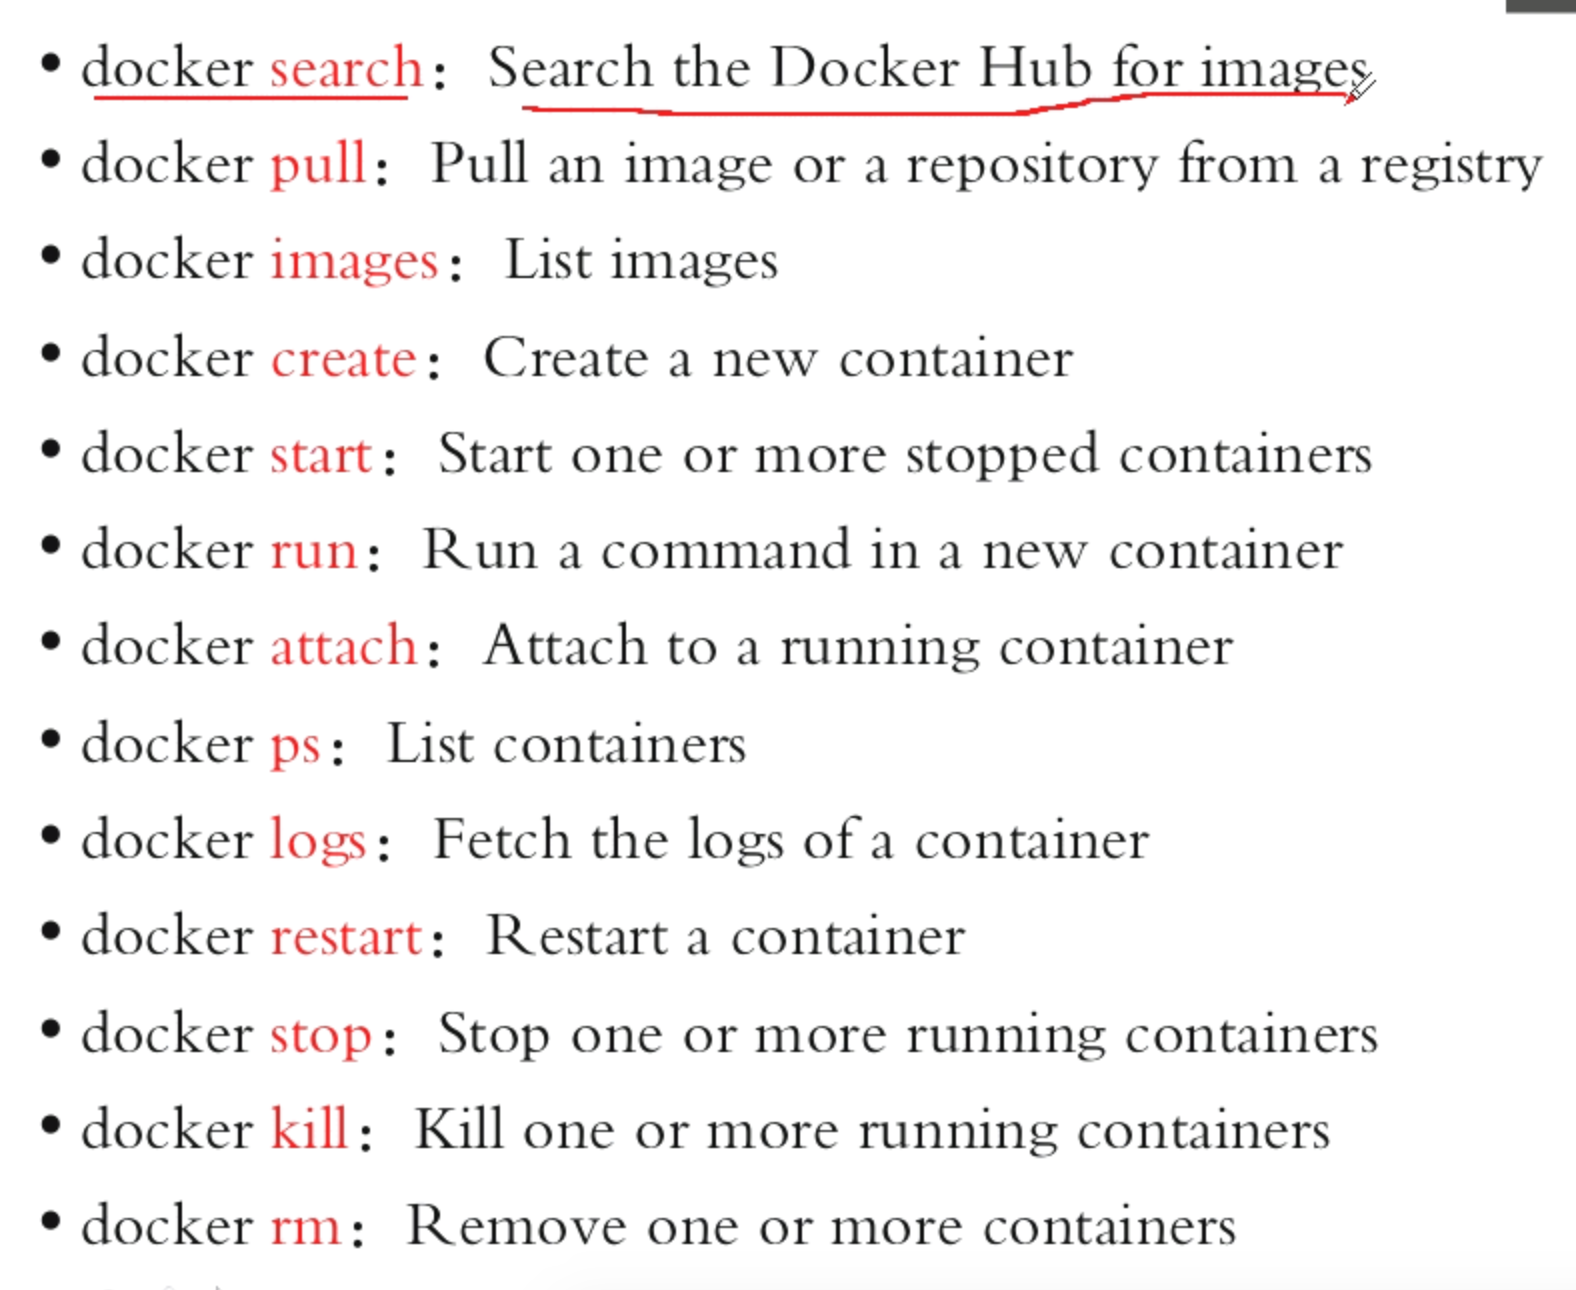 • docker search： Search the Docker Hub for images
• docker pull： Pull an image or a repository from a registry
• docker images： List images
• docker create： Create a new container
• docker start： Start one or more stopped containers
• docker run： Run a command in a new container
• docker attach： Attach to a running container
• docker ps： List containers
• docker logs： Fetch the logs of a container
• docker restart： Restart a container
• docker stop： Stop one or more running containers
• docker kill： Kill one or more running containers
• docker rm： Remove one or more containers